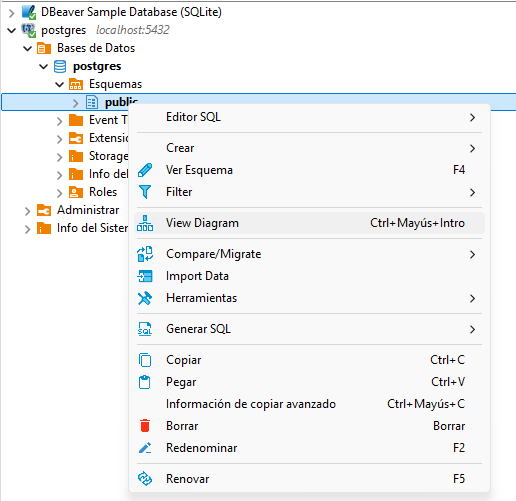 DBeaver Sample Database (SQLite)
postgres localhost:5432
Bases de Datos
postgres
Esquemas
public
Event T
Extensio
Storage
Info del
Roles
Administrar
Info del Sister
Editor SQL
Crear
Ver Esquema F4
Filter
View Diagram Ctrl+Mayús+Intro
Compare/Migrate
Import Data
Herramientas
Generar SQL
SQL
Copiar Ctrl+C
Pegar Ctrl+V
Información de copiar avanzado Ctrl+Mayús+C
Borrar Borrar
Redenominar F2
Renovar F5